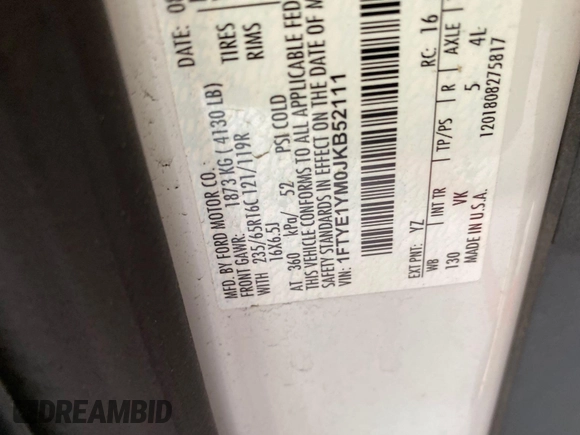 DATE:
MFD. BY FORD MOTOR CO.
FRONT GAWR: 1873 KG ( 4130 LB)
WITH 235/65R16C 121/119R TIRES
16X6.5J RIMS
AT 360 kPa/ 52 PSI COLD
THIS VEHICLE CONFORMS TO ALL APPLICABLE FED
SAFETY STANDARDS IN EFFECT ON THE DATE OF M
VIN: 1FTYE1YM0JKB52111
EXT PNT: YZ RC: 16
WB INT TR TP/PS R AXLE
130 VK 5 4L
MADE IN U.S.A. 1201808275817
DREAMBID